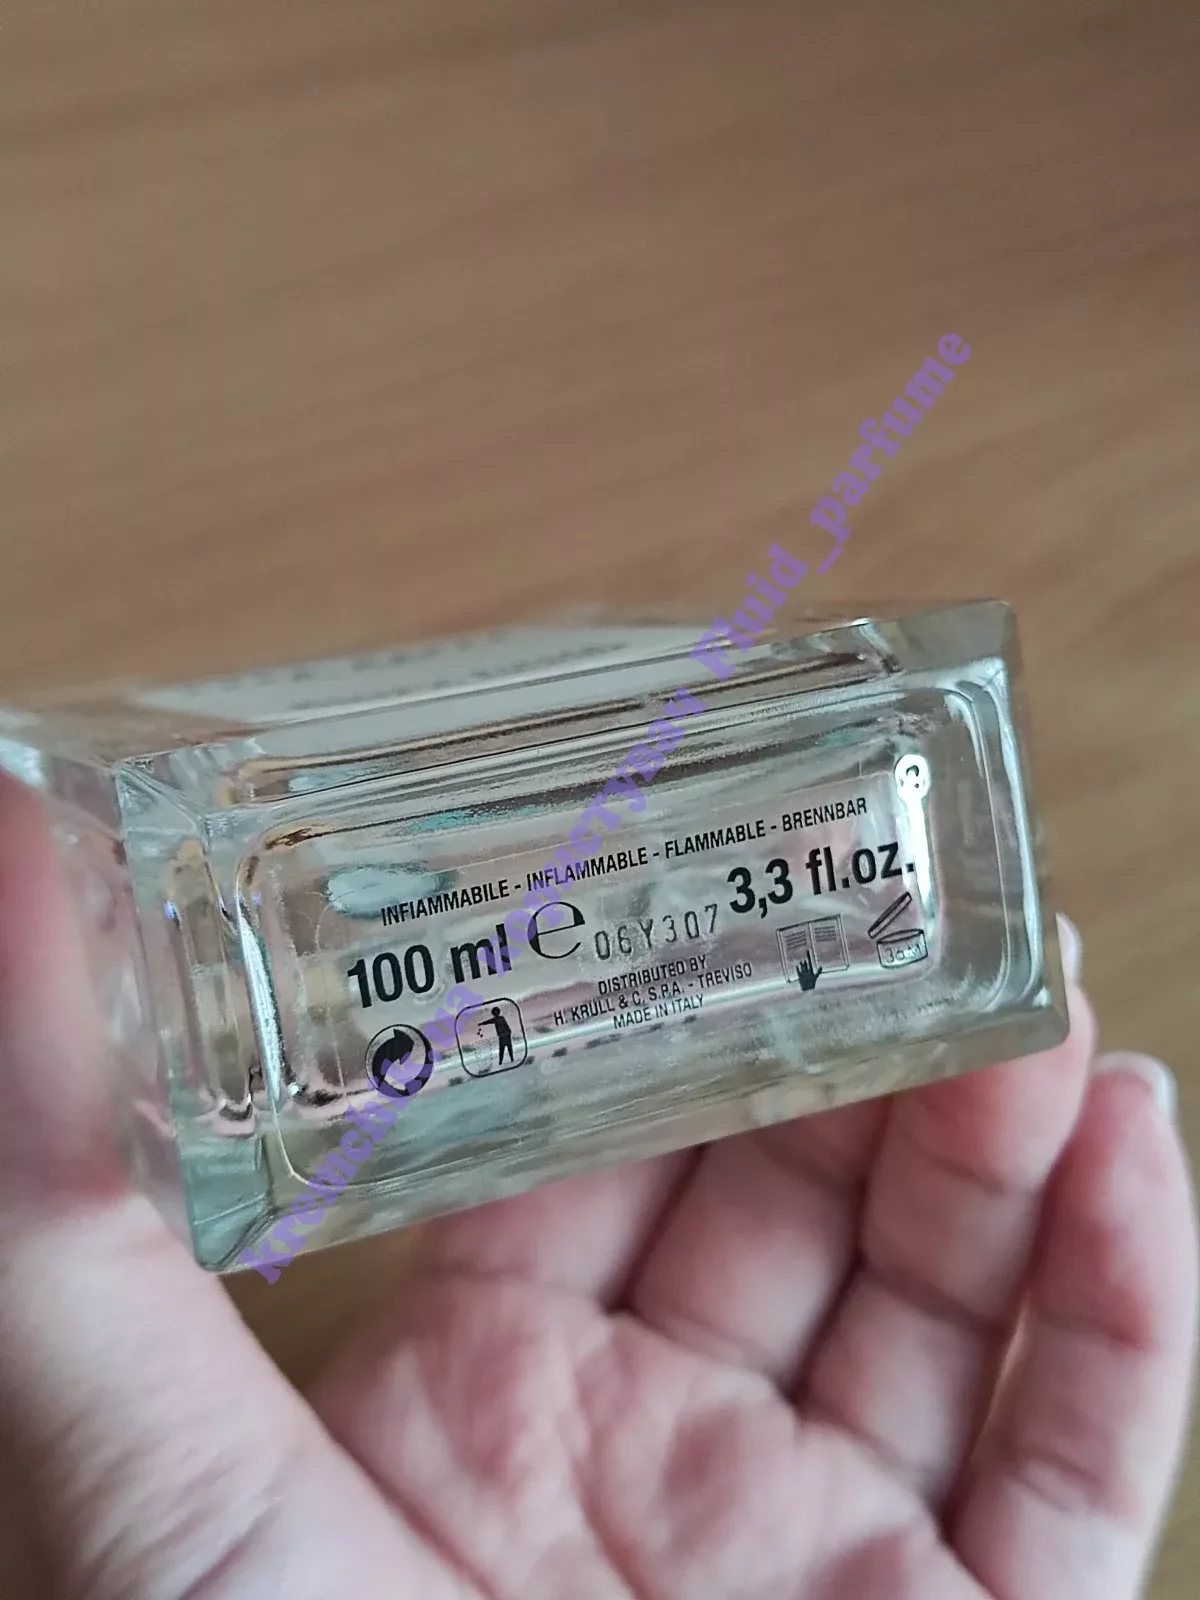 INFIAMMABILE - INFLAMMABLE - FLAMMABLE - BRENNBAR
100 ml e 06Y307 3,3 fl.oz.
DISTRIBUTED BY
H. KRULL & C. S.P.A. - TREVISO
MADE IN ITALY
Fluid_parfume